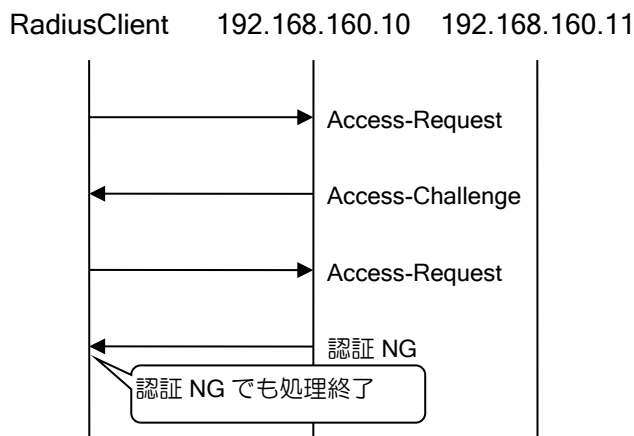 RadiusClient 192.168.160.10 192.168.160.11
Access-Request
Access-Challenge
Access-Request
認証 NG
認証 NG でも処理終了